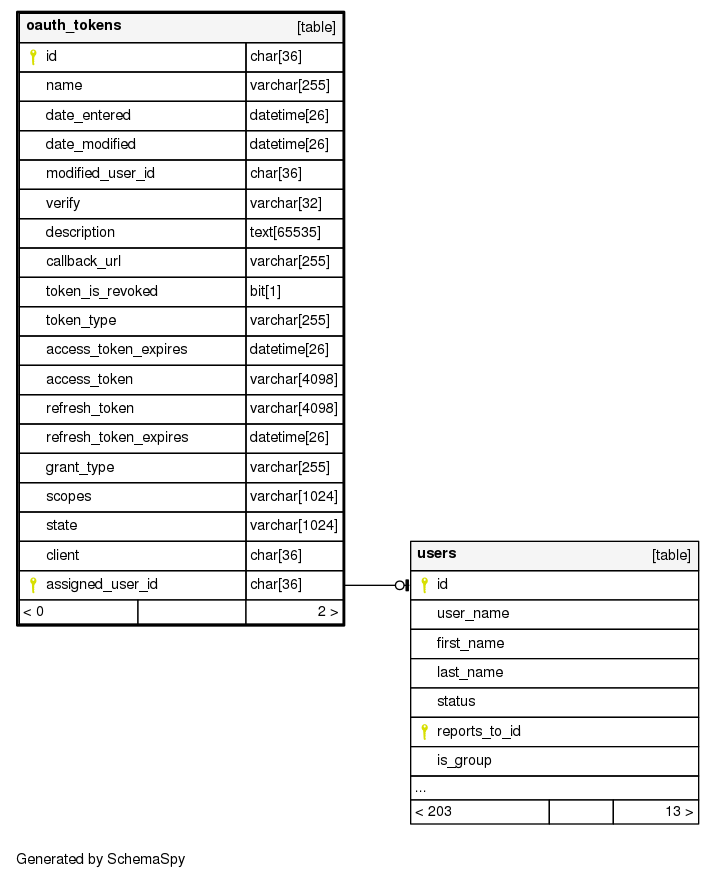 oauth_tokens [table]
id char[36]
name varchar[255]
date_entered datetime[26]
date_modified datetime[26]
modified_user_id char[36]
verify varchar[32]
description text[65535]
callback_url varchar[255]
token_is_revoked bit[1]
token_type varchar[255]
access_token_expires datetime[26]
access_token varchar[4098]
refresh_token varchar[4098]
refresh_token_expires datetime[26]
grant_type varchar[255]
scopes varchar[1024]
state varchar[1024]
client char[36]
assigned_user_id char[36]
< 0 2 >
users [table]
id
user_name
first_name
last_name
status
reports_to_id
is_group
...
< 203 13 >
Generated by SchemaSpy